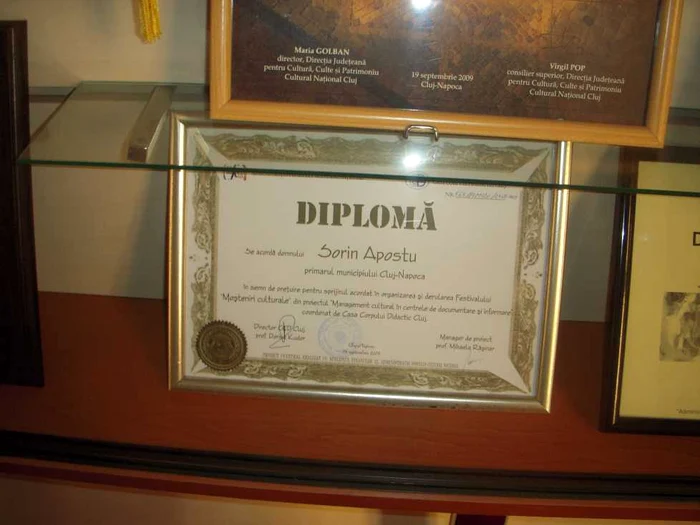 Maria GOLBAN
director, Direcția Județeană
pentru Cultură, Culte și Patrimoniu
Cultural Național Cluj
19 septembrie 2009
Cluj-Napoca
Virgil POP
consilier superior, Direcția Județeană
pentru Cultură, Culte și Patrimoniu
Cultural Național Cluj
DIPLOMĂ
Se acordă domnului Sorin Apostu
primarul municipiului Cluj-Napoca
în semn de prețuire pentru sprijinul acordat în organizarea și derularea Festivalului
"Moșteniri culturale" din proiectul "Management cultural în centrele de documentare și informare"
coordonat de Casa Corpului Didactic Cluj.
Director CCD Cluj
prof.
Manager de proiect
prof. Mihaela
D